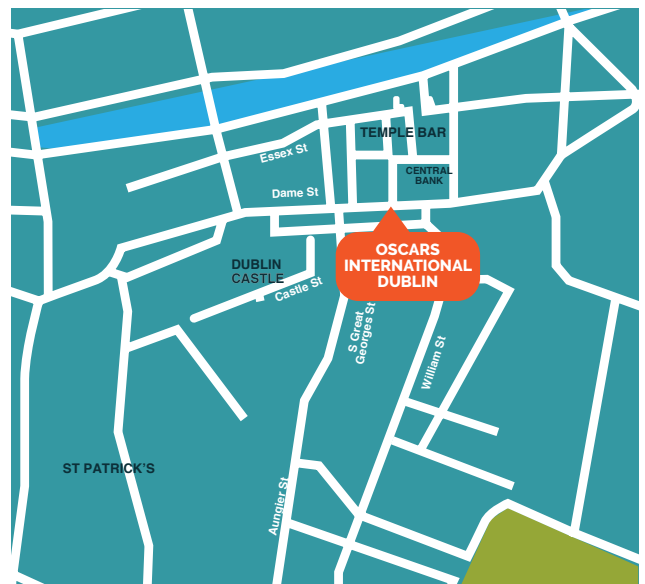 TEMPLE BAR
Essex St
CENTRAL
BANK
Dame St
OSCARS
INTERNATIONAL
DUBLIN
DUBLIN
CASTLE
Castle St
S Great
Georges St
William St
ST PATRICK'S
Aungier St